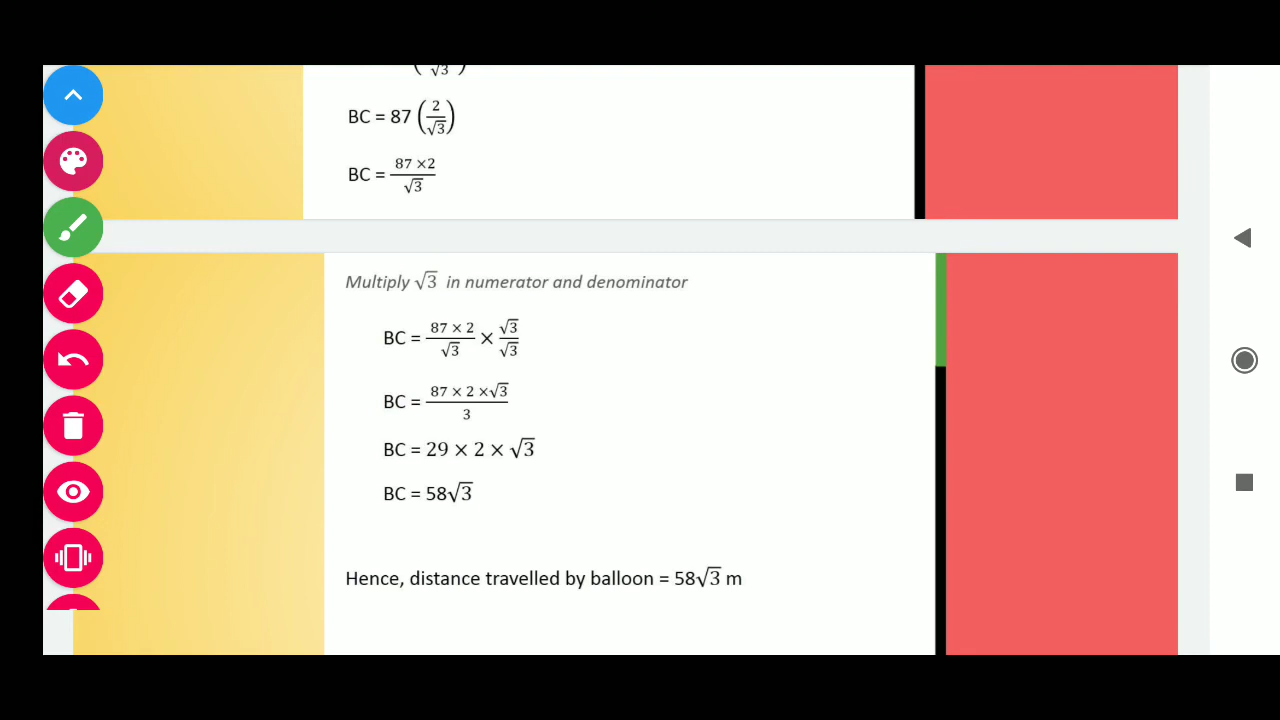 BC = 87 (2/√3)
BC = 87 ×2/√3
Multiply √3 in numerator and denominator
BC = 87 × 2/√3 × √3/√3
BC = 87 × 2 ×√3/3
BC = 29 × 2 × √3
BC = 58√3
Hence, distance travelled by balloon = 58√3 m